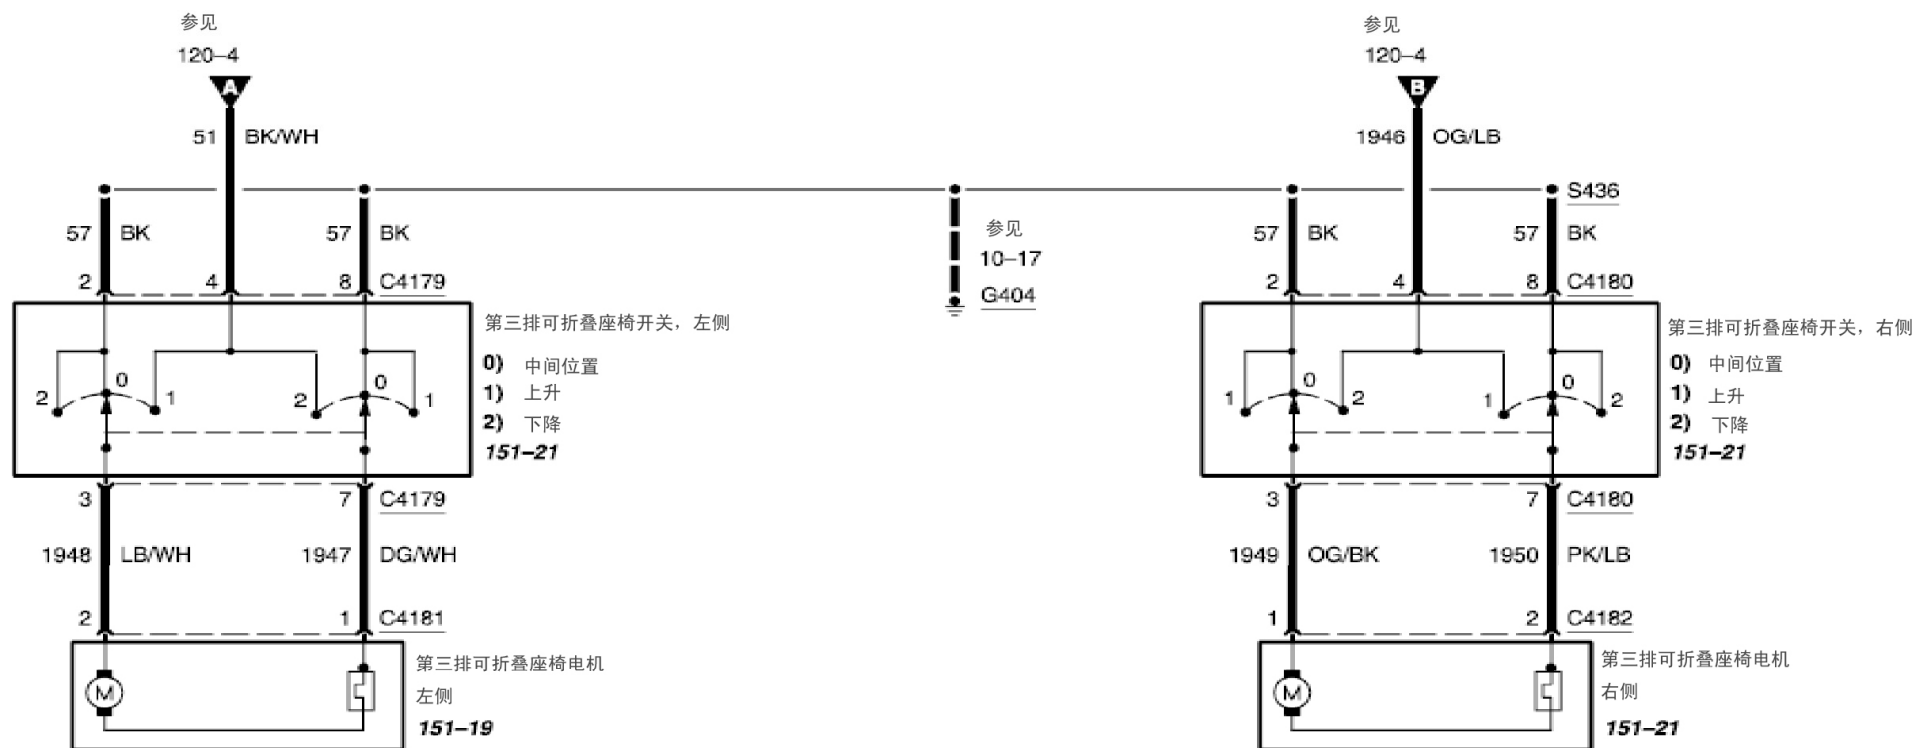 参见
120–4
A
51 BK/WH
57 BK
57 BK
2 4 8 C4179
第三排可折叠座椅开关，左侧
0) 中间位置
1) 上升
2) 下降
151–21
2 0 1
2 0 1
3 7 C4179
1948 LB/WH
1947 DG/WH
2 1 C4181
M
第三排可折叠座椅电机
左侧
151–19
参见
10–17
G404
参见
120–4
B
1946 OG/LB
S436
57 BK
57 BK
2 4 8 C4180
第三排可折叠座椅开关，右侧
0) 中间位置
1) 上升
2) 下降
151–21
1 0 2
1 0 2
3 7 C4180
1949 OG/BK
1950 PK/LB
1 2 C4182
M
第三排可折叠座椅电机
右侧
151–21